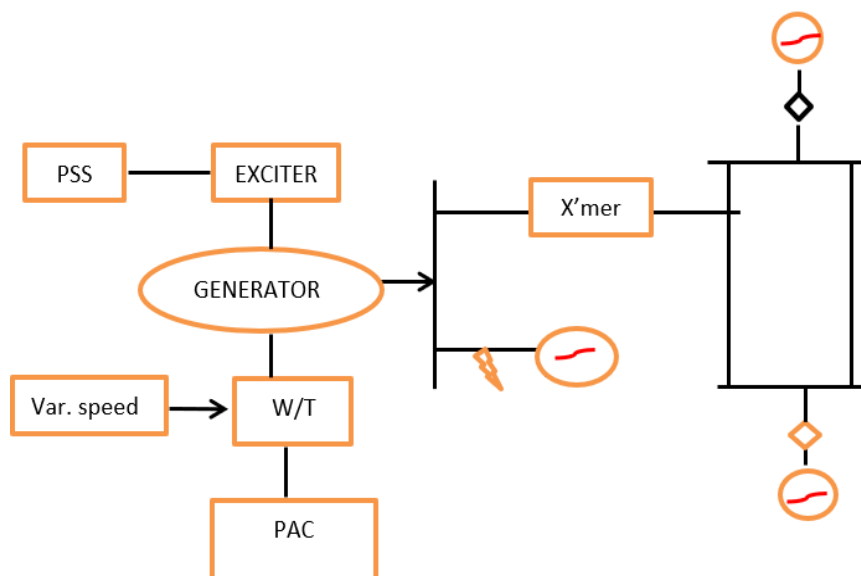 PSS
EXCITER
X'mer
GENERATOR
Var. speed
W/T
PAC